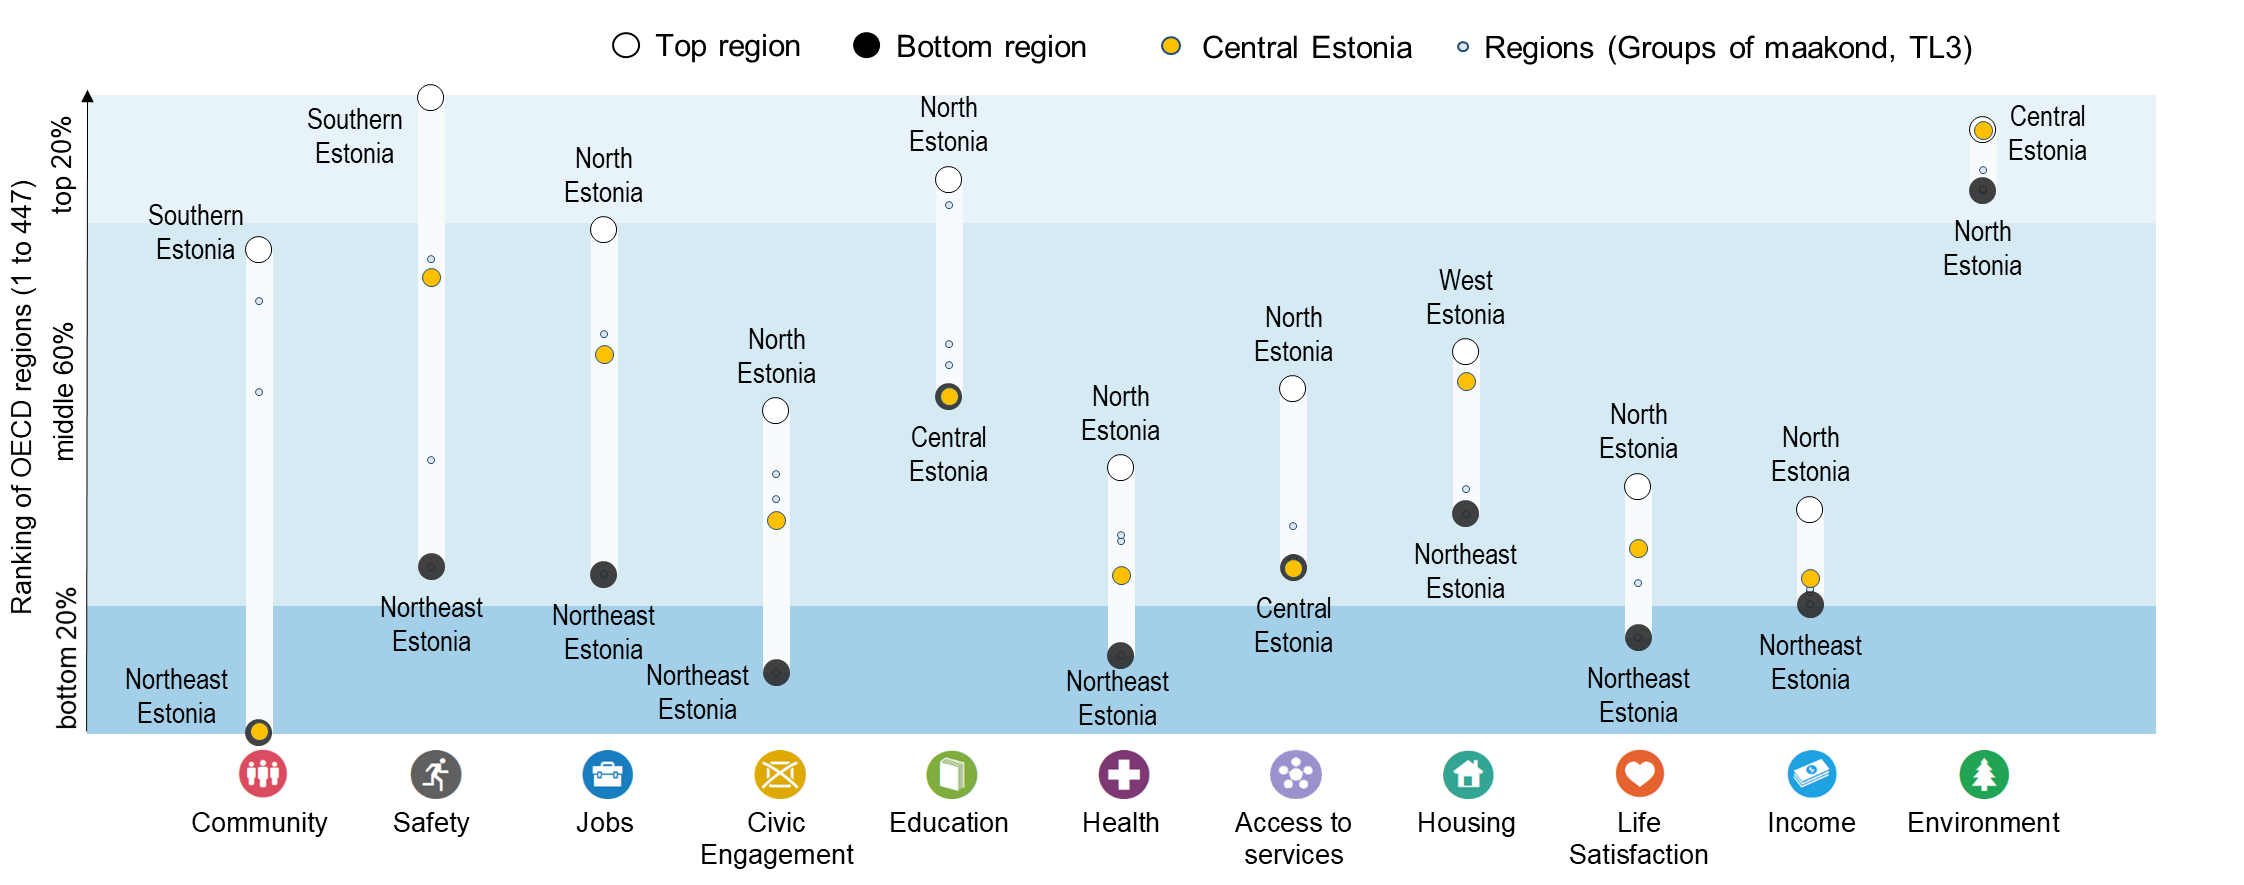 Top region
Bottom region
Central Estonia
Regions (Groups of maakond, TL3)
Ranking of OECD regions (1 to 447)
top 20%
middle 60%
bottom 20%
Southern
Estonia
Northeast
Estonia
Southern
Estonia
Northeast
Estonia
North
Estonia
Northeast
Estonia
North
Estonia
Northeast
Estonia
North
Estonia
Central
Estonia
North
Estonia
Northeast
Estonia
North
Estonia
Central
Estonia
West
Estonia
Northeast
Estonia
North
Estonia
Northeast
Estonia
North
Estonia
Northeast
Estonia
Central
Estonia
North
Estonia
Community
Safety
Jobs
Civic
Engagement
Education
Health
Access to
services
Housing
Life
Satisfaction
Income
Environment